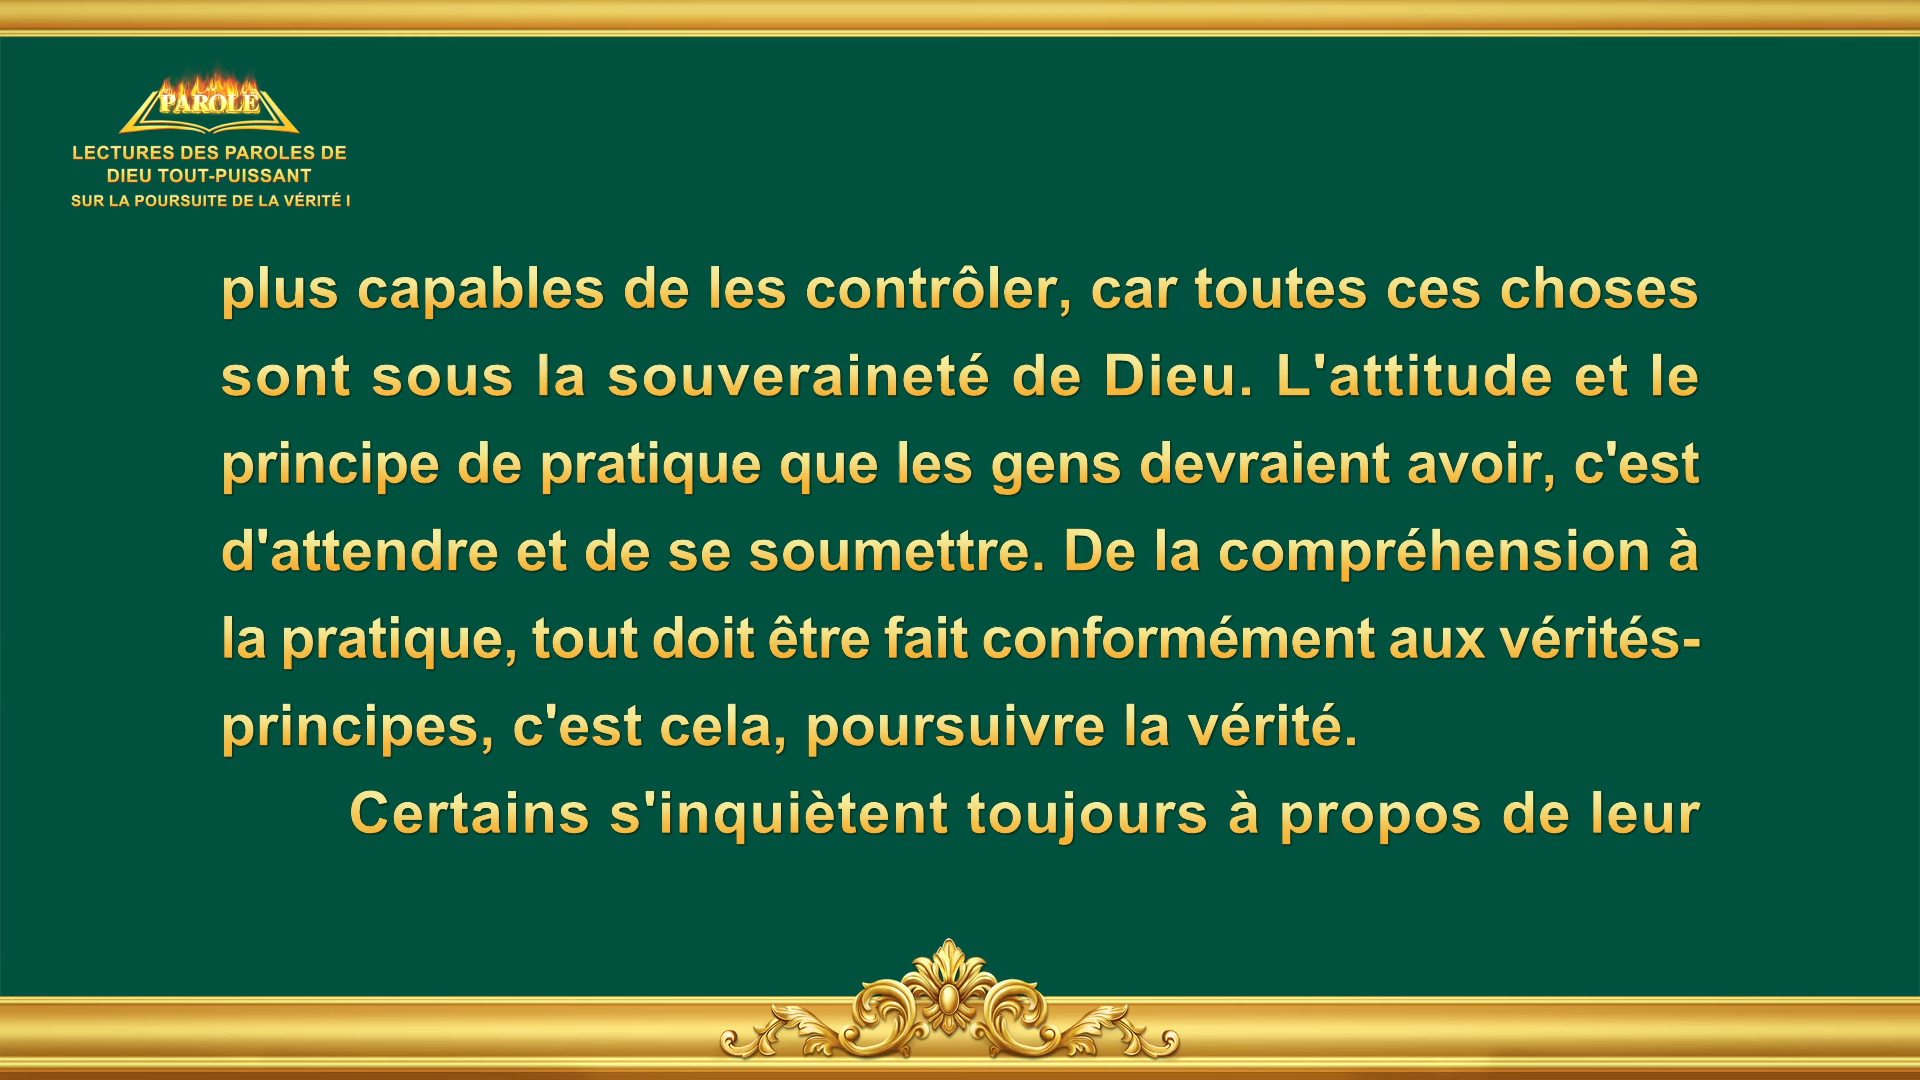 PAROLE
LECTURES DES PAROLES DE
DIEU TOUT-PUISSANT
SUR LA POURSUITE DE LA VÉRITÉ I
plus capables de les contrôler, car toutes ces choses
sont sous la souveraineté de Dieu. L'attitude et le
principe de pratique que les gens devraient avoir, c'est
d'attendre et de se soumettre. De la compréhension à
la pratique, tout doit être fait conformément aux vérités-
principes, c'est cela, poursuivre la vérité.
Certains s'inquiètent toujours à propos de leur